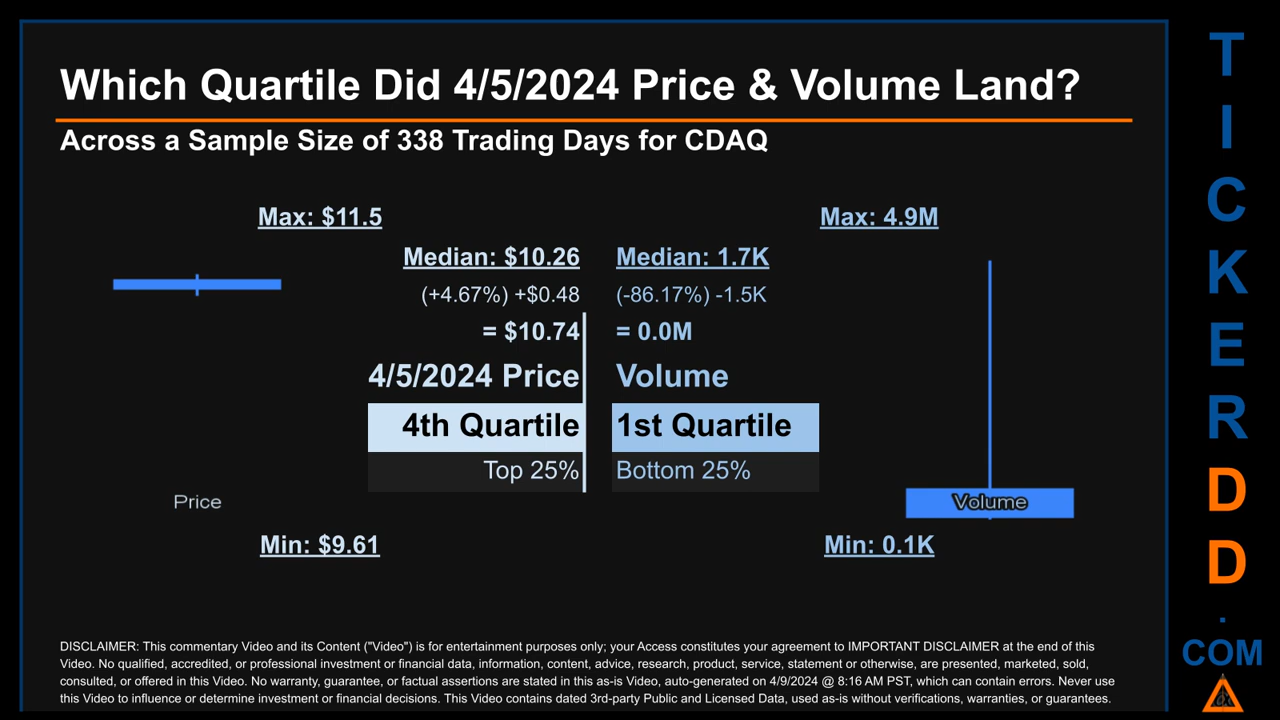 Which Quartile Did 4/5/2024 Price & Volume Land?
Across a Sample Size of 338 Trading Days for CDAQ
Max: $11.5
Max: 4.9M
Median: $10.26
Median: 1.7K
(+4.67%) +$0.48
(-86.17%) -1.5K
= $10.74
= 0.0M
4/5/2024 Price
Volume
4th Quartile
1st Quartile
Top 25%
Bottom 25%
Price
Volume
Min: $9.61
Min: 0.1K
DISCLAIMER: This commentary Video and its Content ("Video") is for entertainment purposes only; your Access constitutes your agreement to IMPORTANT DISCLAIMER at the end of this
Video. No qualified, accredited, or professional investment or financial data, information, content, advice, research, product, service, statement or otherwise, are presented, marketed, sold,
consulted, or offered in this Video. No warranty, guarantee, or factual assertions are stated in this as-is Video, auto-generated on 4/9/2024 @ 8:16 AM PST, which can contain errors. Never use
this Video to influence or determine investment or financial decisions. This Video contains dated 3rd-party Public and Licensed Data, used as-is without verifications, warranties, or guarantees.
T
I
C
K
E
R
D
D
.
COM